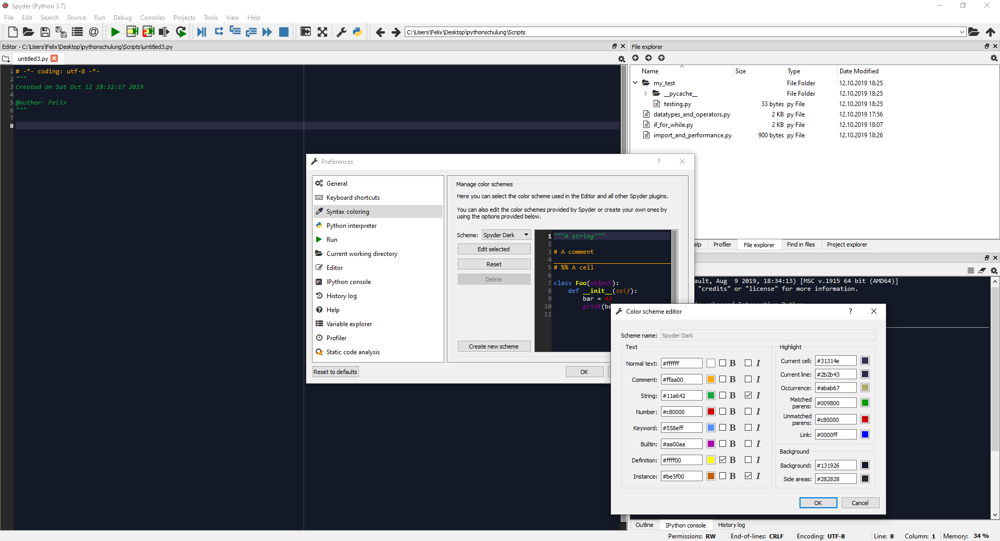 Spyder (Python 3.7)
File Edit Search Source Run Debug Consoles Projects Tools View Help
C:\Users\Felix\Desktop\pythonschulung\Scripts
Editor - C:\Users\Felix\Desktop\pythonschulung\Scripts\untitled3.py
untitled3.py
1 # -*- coding: utf-8 -*-
2 """
3 Created on Sat Oct 12 18:32:17 2019
4
5 @author: Felix
6 """
7
8
File explorer
Name Size Type Date Modified
my_test File Folder 12.10.2019 18:25
__pycache__ File Folder 12.10.2019 18:25
testing.py 33 bytes py File 12.10.2019 18:25
datatypes_and_operators.py 2 KB py File 12.10.2019 17:56
if_for_while.py 2 KB py File 12.10.2019 18:07
import_and_performance.py 900 bytes py File 12.10.2019 18:26
elp Profiler File explorer Find in files Project explorer
ault, Aug  9 2019, 18:34:13) [MSC v.1915 64 bit (AMD64)]
"credits" or "license" for more information.
Preferences
?
General
Keyboard shortcuts
Syntax coloring
Python interpreter
Run
Current working directory
Editor
IPython console
History log
Help
Variable explorer
Profiler
Static code analysis
Reset to defaults
Manage color schemes
Here you can select the color scheme used in the Editor and all other Spyder plugins.
You can also edit the color schemes provided by Spyder or create your own ones by
using the options provided below.
Scheme: Spyder Dark
Edit selected
Reset
Delete
Create new scheme
1 """A string"""
2
3 # A comment
4
5 # %% A cell
6
7 class Foo(object):
8     def __init__(self):
9         bar = 42
10         print(ba
11
OK
Color scheme editor
?
Scheme name: Spyder Dark
Text
Normal text: #ffffff B I
Comment: #ffaa00 B I
String: #11a642 B I
Number: #c80000 B I
Keyword: #558eff B I
Builtin: #aa00aa B I
Definition: #ffff00 B I
Instance: #be5f00 B I
Highlight
Current cell: #31314e
Current line: #2b2b43
Occurrence: #abab67
Matched
parens: #009800
Unmatched
parens: #c80000
Link: #0000ff
Background
Background: #131926
Side areas: #282828
OK Cancel
Outline IPython console History log
Permissions: RW End-of-lines: CRLF Encoding: UTF-8 Line: 8 Column: 1 Memory: 34 %